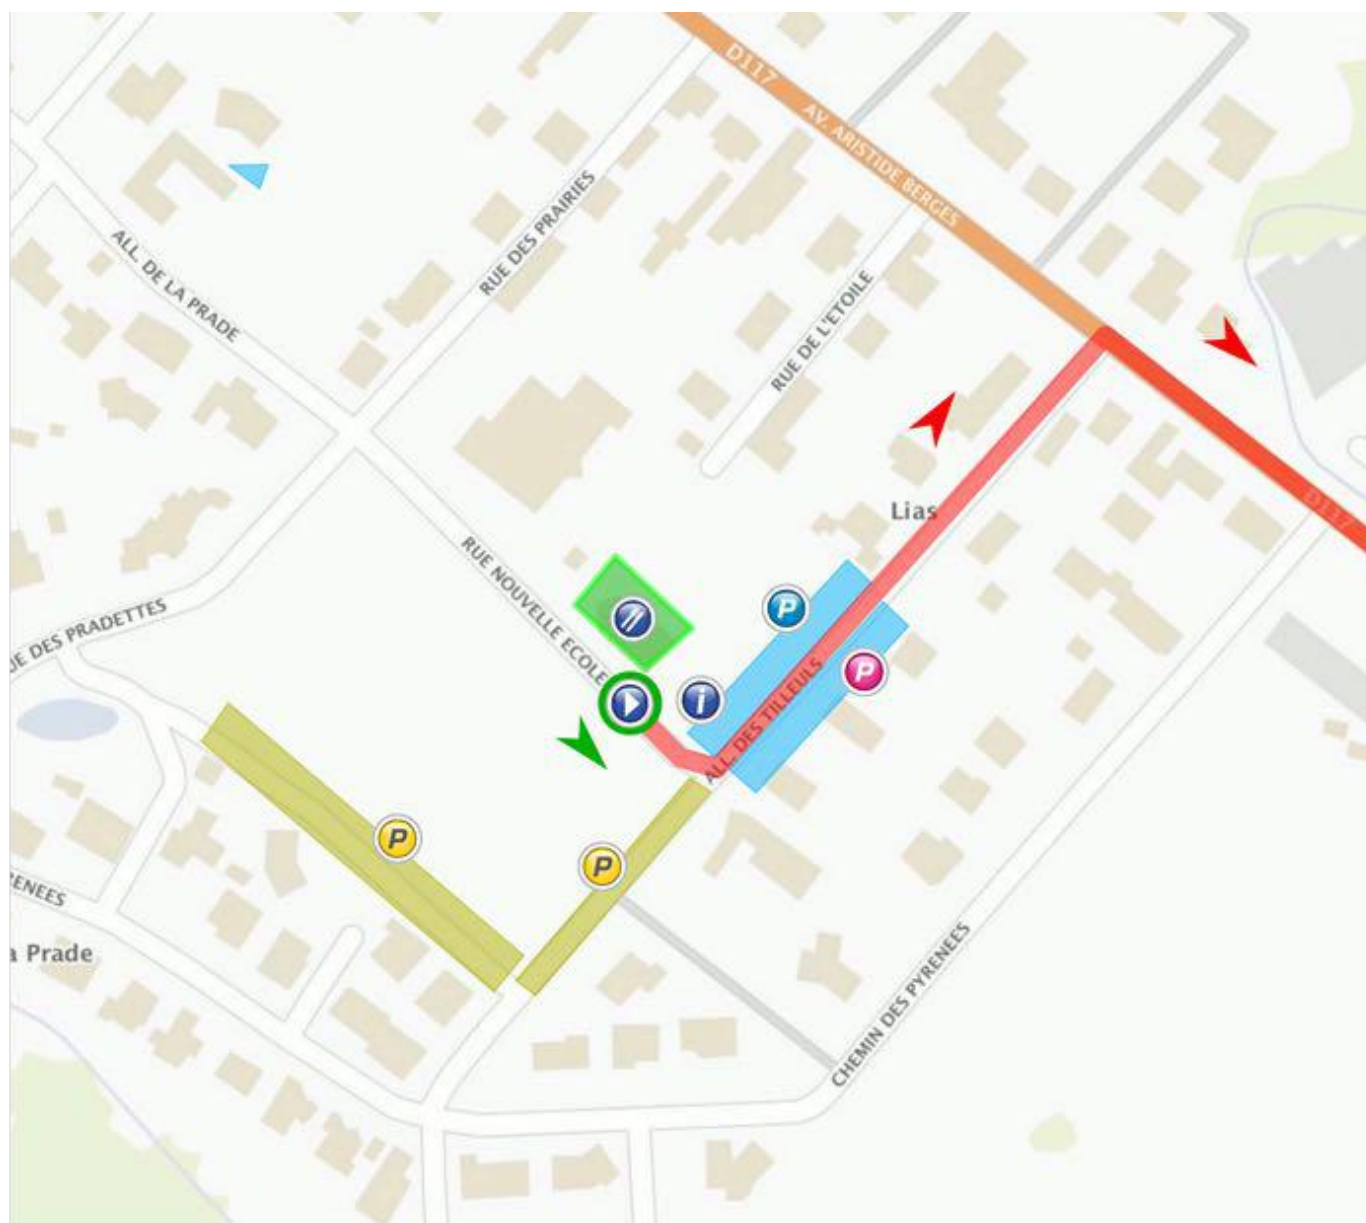 D117
AV. ARISTIDE BERGES
RUE DES PRAIRIES
ALL. DE LA PRADE
RUE DE L'ETOILE
Lias
D117
RUE NOUVELLE ECOLE
UE DES PRADETTES
P
P
i
ALL. DES TILLEULS
P
P
RENEES
a Prade
CHEMIN DES PYRENEES